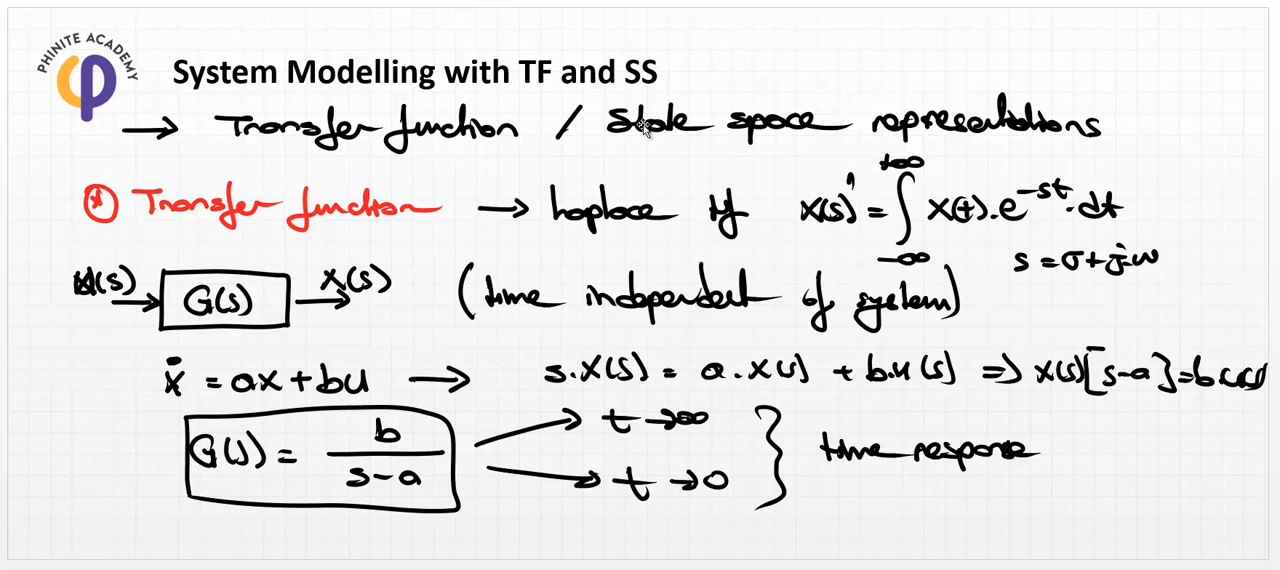 PHINITE ACADEMY
System Modelling with TF and SS
→ Transfer function / State space representations
* Transfer function → Laplace if X(s) = ∫ x(t).e^-st.dt
+∞
-∞
s = σ+jω
U(s) → G(s) → X(s) (time independent of system)
ẋ = ax+bu → s.X(s) = a.X(s) + b.u(s) => X(s)[s-a]=b u(s)
G(s) = b / s-a
t → ∞
t → 0
} time response